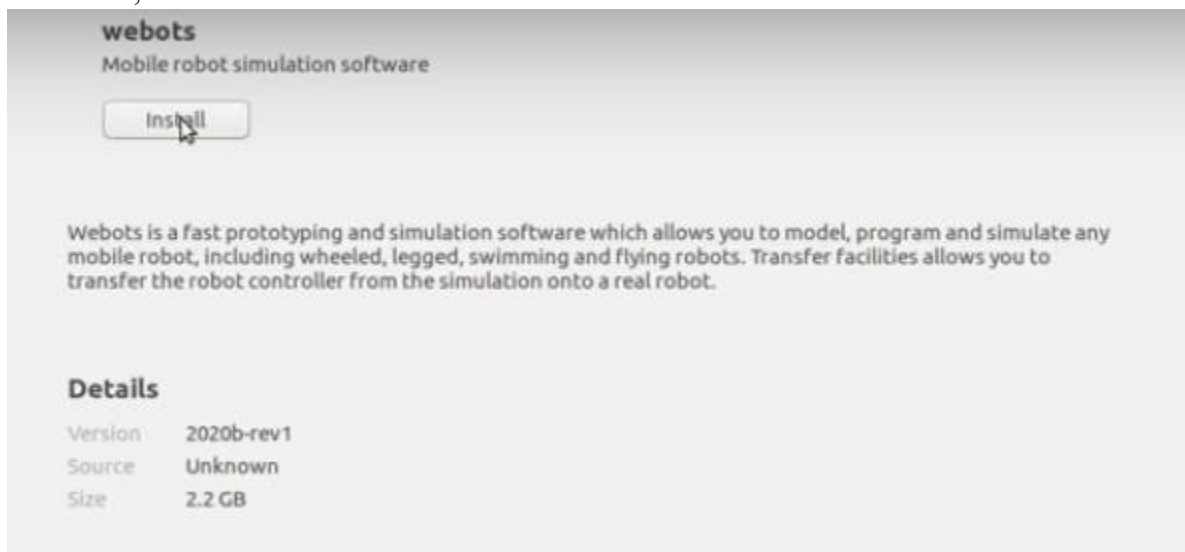 webots
Mobile robot simulation software
Install
Webots is a fast prototyping and simulation software which allows you to model, program and simulate any
mobile robot, including wheeled, legged, swimming and flying robots. Transfer facilities allows you to
transfer the robot controller from the simulation onto a real robot.
Details
Version 2020b-rev1
Source Unknown
Size 2.2 GB